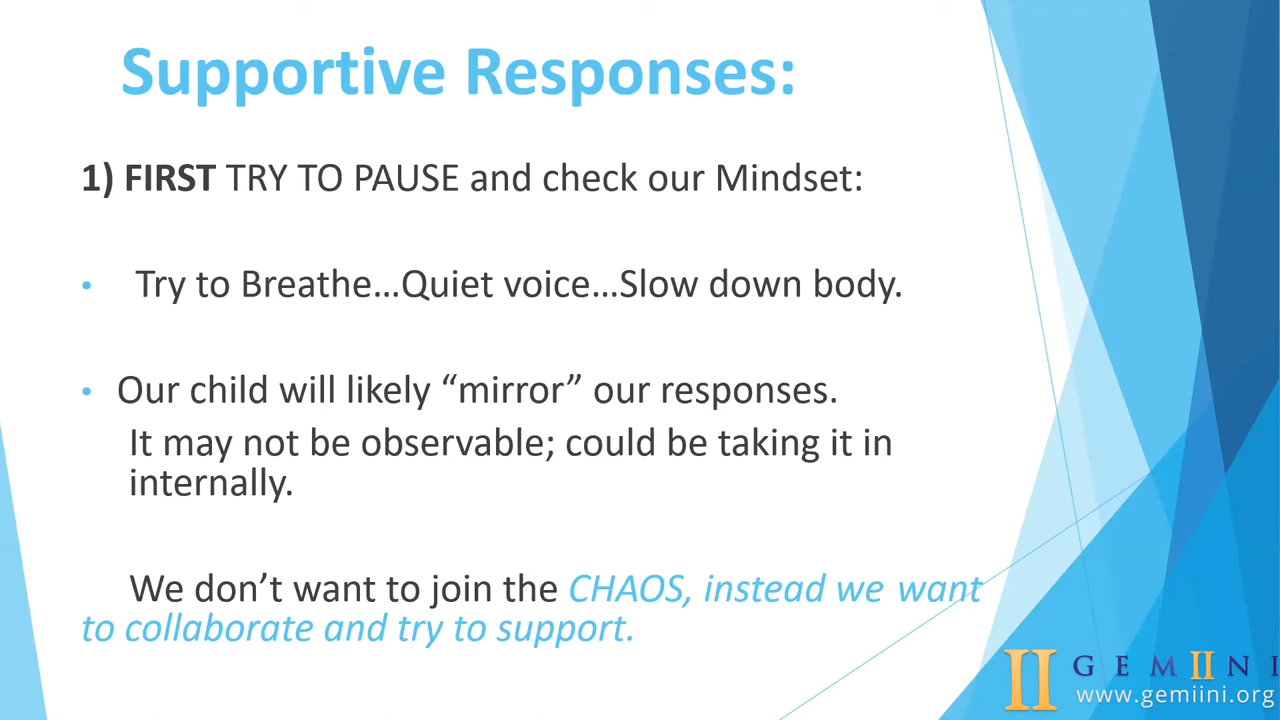 Supportive Responses:
1) FIRST TRY TO PAUSE and check our Mindset:
• Try to Breathe…Quiet voice…Slow down body.
• Our child will likely “mirror” our responses.
It may not be observable; could be taking it in
internally.
We don’t want to join the CHAOS, instead we want
to collaborate and try to support.
II GEMIINI
www.gemiini.org